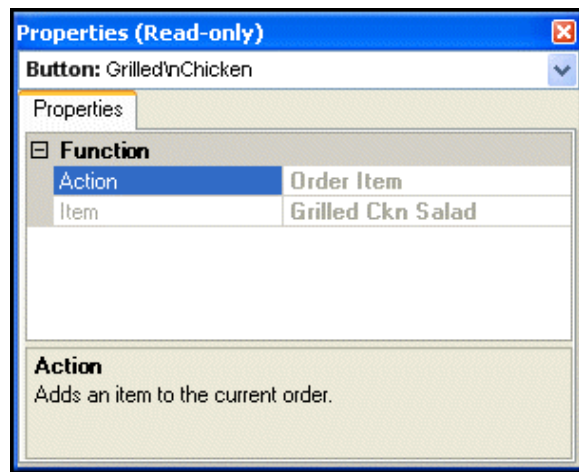 Properties (Read-only)
Button: Grilled\nChicken
Properties
Function
Action Order Item
Item Grilled Ckn Salad
Action
Adds an item to the current order.